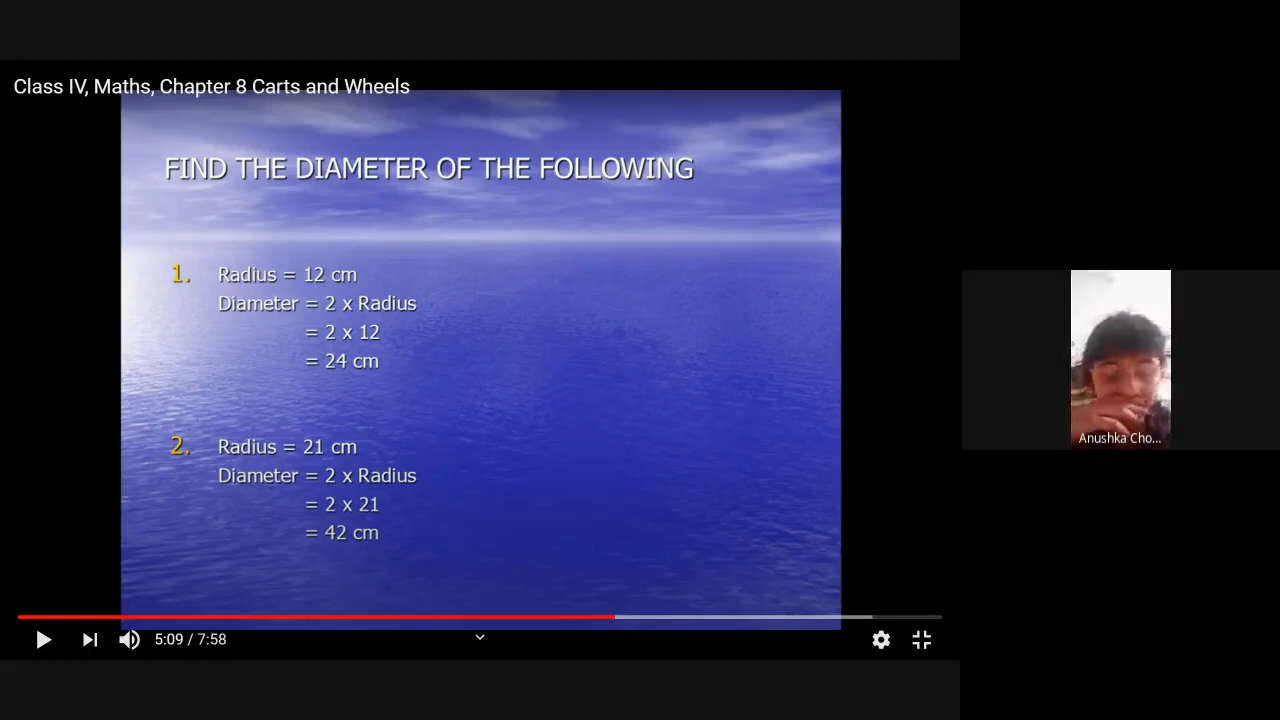 Class IV, Maths, Chapter 8 Carts and Wheels
FIND THE DIAMETER OF THE FOLLOWING
1. Radius = 12 cm
Diameter = 2 x Radius
= 2 x 12
= 24 cm
2. Radius = 21 cm
Diameter = 2 x Radius
= 2 x 21
= 42 cm
Anushka Cho...
5:09 / 7:58